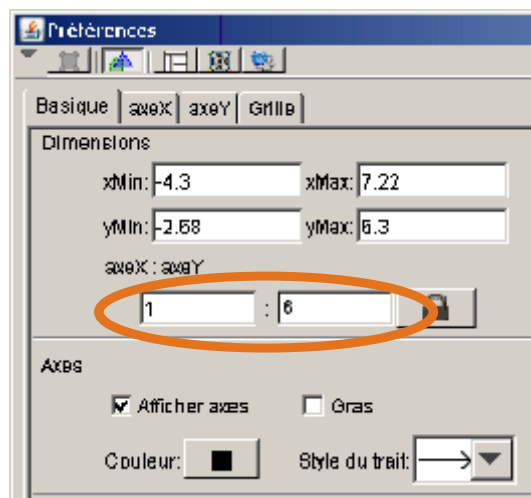 Préférences
Basique axeX axeY Grille
Dimensions
xMin: -4.3 xMax: 7.22
yMin: -2.68 yMax: 6.3
axeX : axeY
1 : 6
Axes
Afficher axes Gras
Couleur: Style du trait: